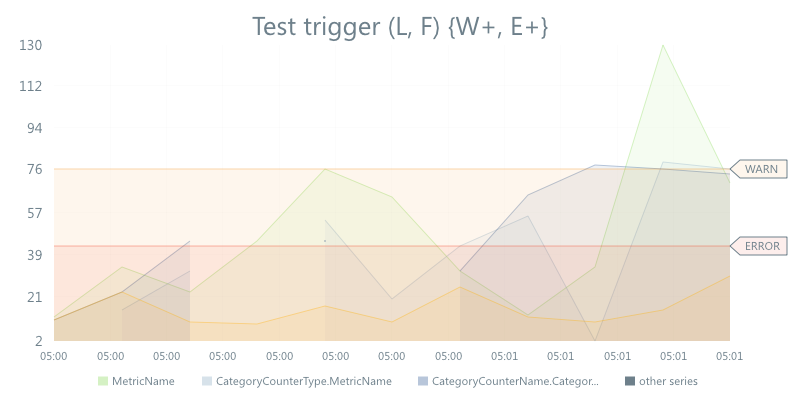 Test trigger (L, F) {W+, E+}
130
112
94
76
57
39
21
2
WARN
ERROR
05:00 05:00 05:00 05:00 05:00 05:00 05:00 05:01 05:01 05:01 05:01 05:01 05:01
MetricName CategoryCounterType.MetricName CategoryCounterName.Categor... other series